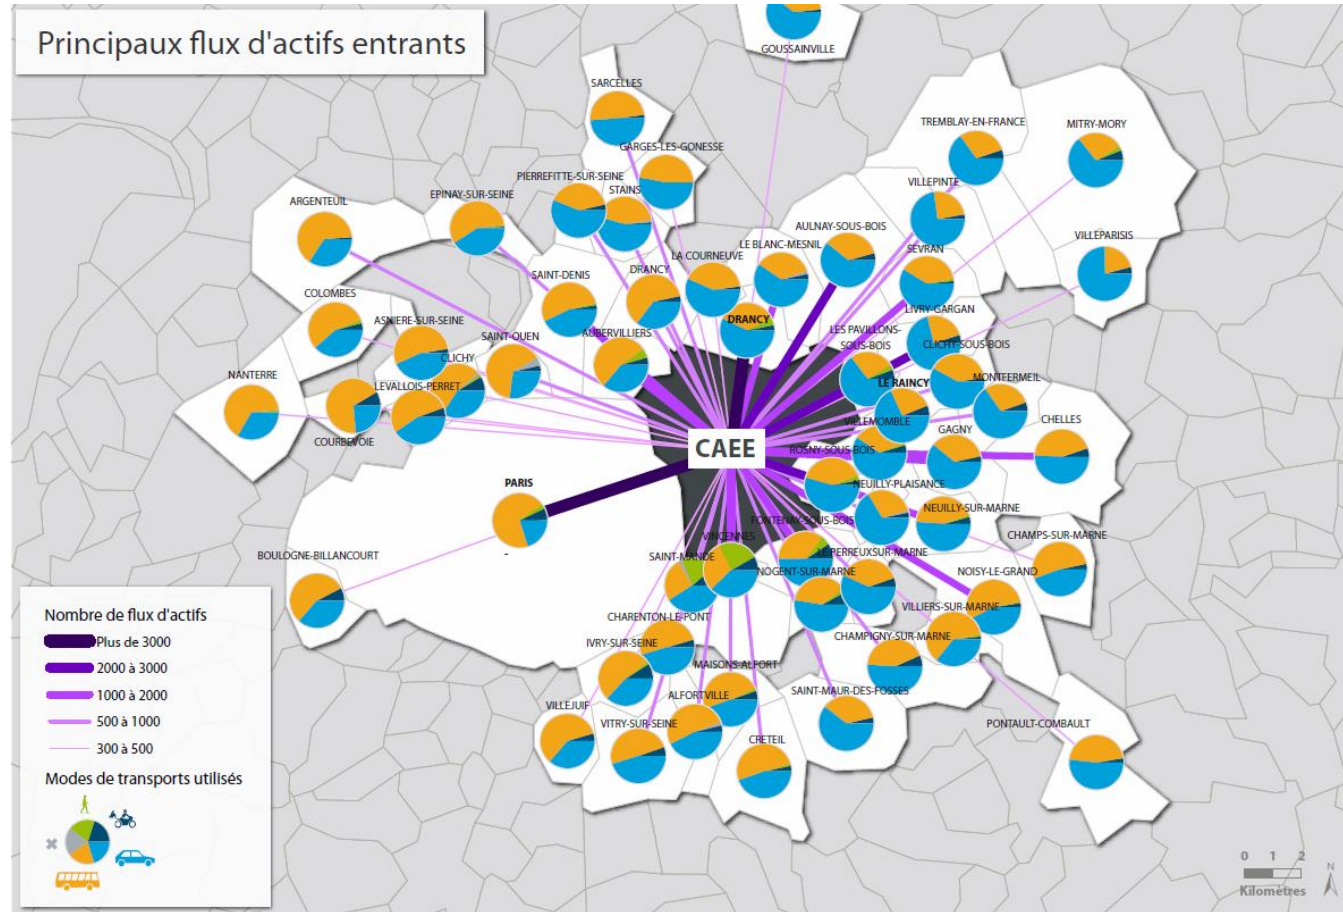 Principaux flux d'actifs entrants
GOUSSAINVILLE
SARCELLES
TREMBLAY-EN-FRANCE
MITRY-MORY
GARGES-LES-GONESSE
PIERREFITTE-SUR-SEINE
VILLEPINTE
STAINS
EPINAY-SUR-SEINE
ARGENTEUIL
AULNAY-SOUS-BOIS
VILLEPARISIS
LE BLANC-MESNIL
SEVRAN
LA COURNEUVE
DRANCY
SAINT-DENIS
COLOMBES
LIVRY-GARGAN
ASNIERE-SUR-SEINE
DRANCY
LES PAVILLONS-
SOUS-BOIS
SAINT-OUEN
AUBERVILLIERS
CLICHY-SOUS-BOIS
CLICHY
NANTERRE
MONTFERMEIL
LEVALLOIS-PERRET
LE RAINCY
CHELLES
VILLEMOMBLE
GAGNY
COURBEVOIE
CAEE
ROSNY-SOUS-BOIS
PARIS
NEUILLY-PLAISANCE
NEUILLY-SUR-MARNE
FONTENAY-SOUS-BOIS
CHAMPS-SUR-MARNE
VINCENNES
BOULOGNE-BILLANCOURT
SAINT-MANDE
LE PERREUXSUR-MARNE
NOGENT-SUR-MARNE
NOISY-LE-GRAND
VILLIERS-SUR-MARNE
CHARENTON-LE-PONT
CHAMPIGNY-SUR-MARNE
IVRY-SUR-SEINE
MAISONS-ALFORT
SAINT-MAUR-DES-FOSSES
ALFORTVILLE
VILLEJUIF
VITRY-SUR-SEINE
PONTAULT-COMBAULT
CRETEIL
Nombre de flux d'actifs
Plus de 3000
2000 à 3000
1000 à 2000
500 à 1000
300 à 500
Modes de transports utilisés
0 1 2
Kilomètres
N